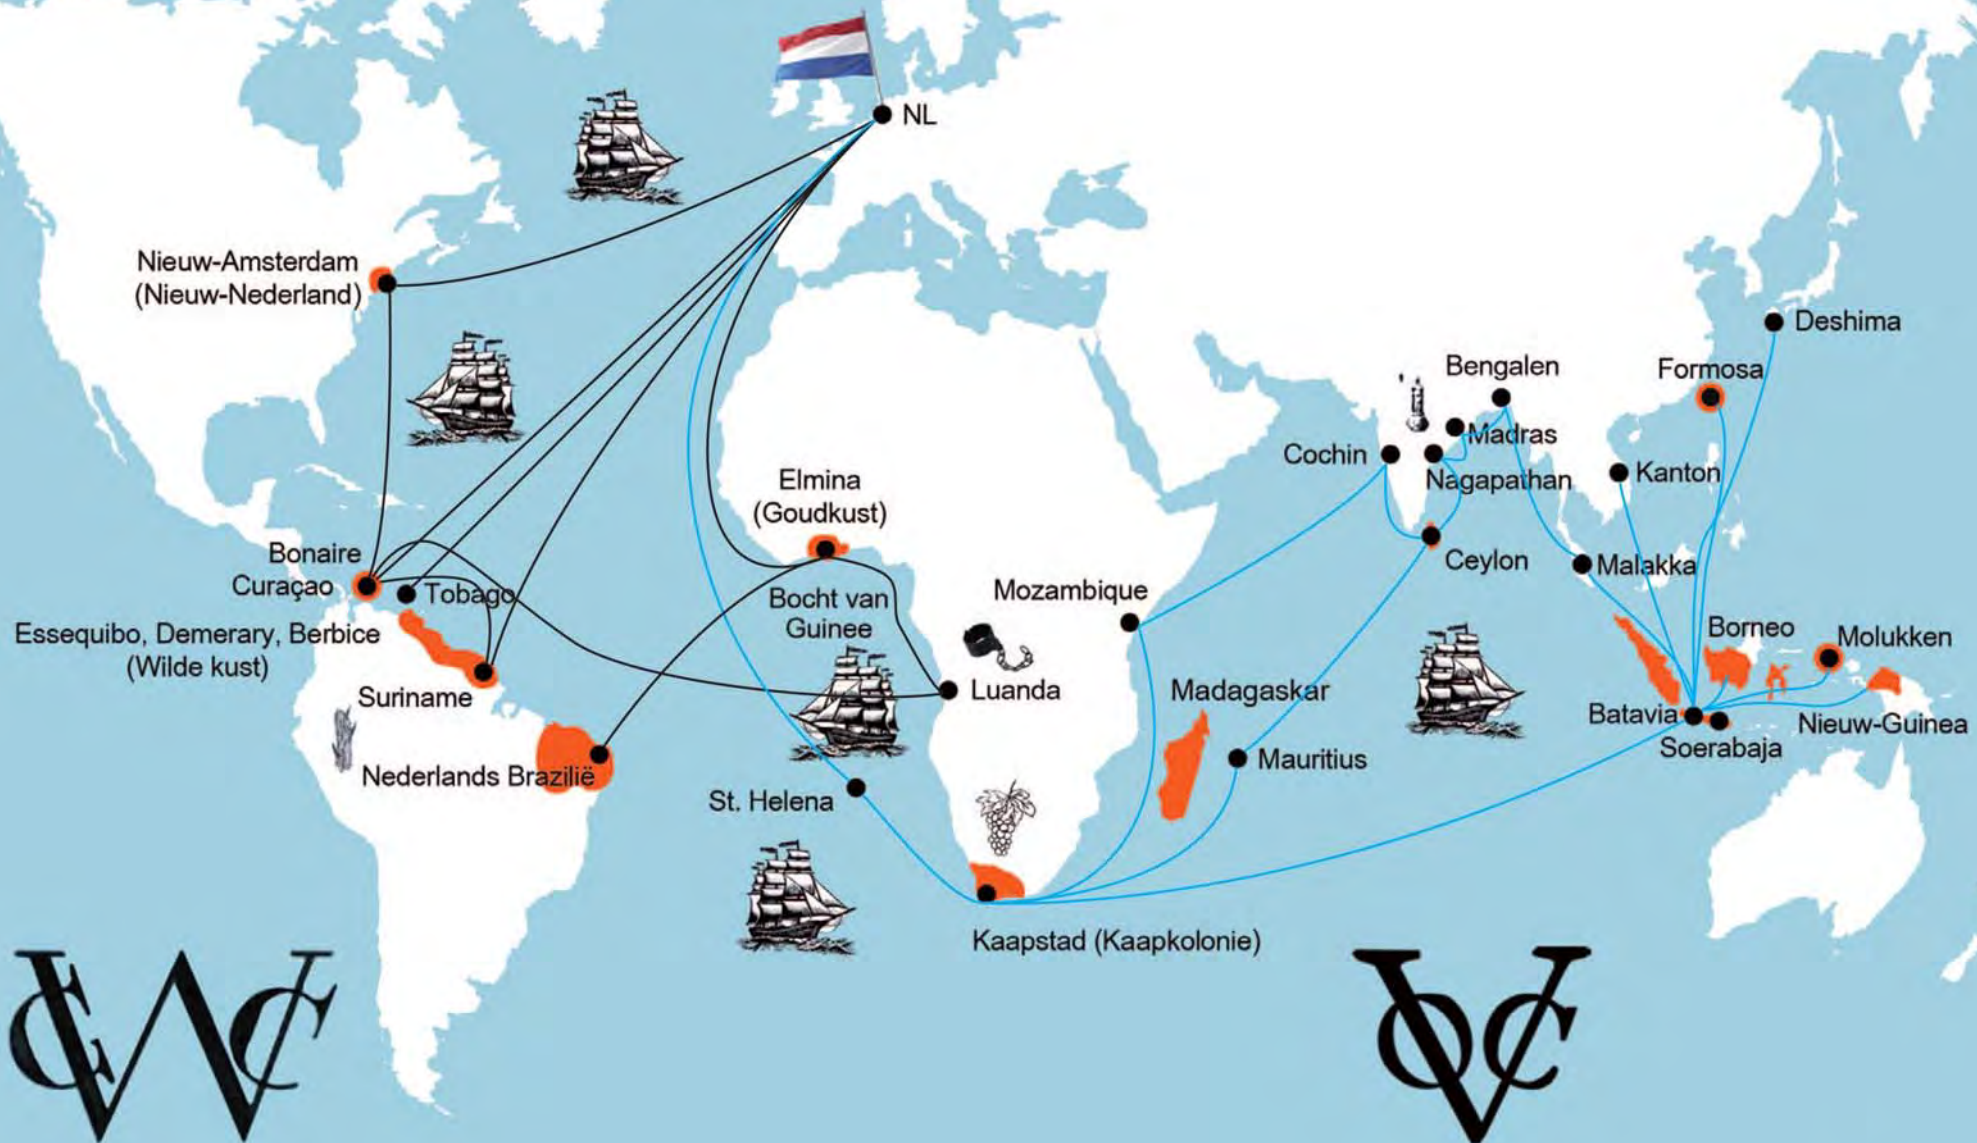 NL
Nieuw-Amsterdam
(Nieuw-Nederland)
Deshima
Bengalen
Formosa
Madras
Cochin
Kanton
Nagapathan
Elmina
(Goudkust)
Bonaire
Curaçao
Tobago
Ceylon
Malakka
Mozambique
Bocht van
Guinee
Essequibo, Demerary, Berbice
(Wilde kust)
Borneo
Molukken
Suriname
Luanda
Madagaskar
Batavia
Nieuw-Guinea
Soerabaja
Mauritius
Nederlands Brazilië
St. Helena
Kaapstad (Kaapkolonie)
GWC
VOC